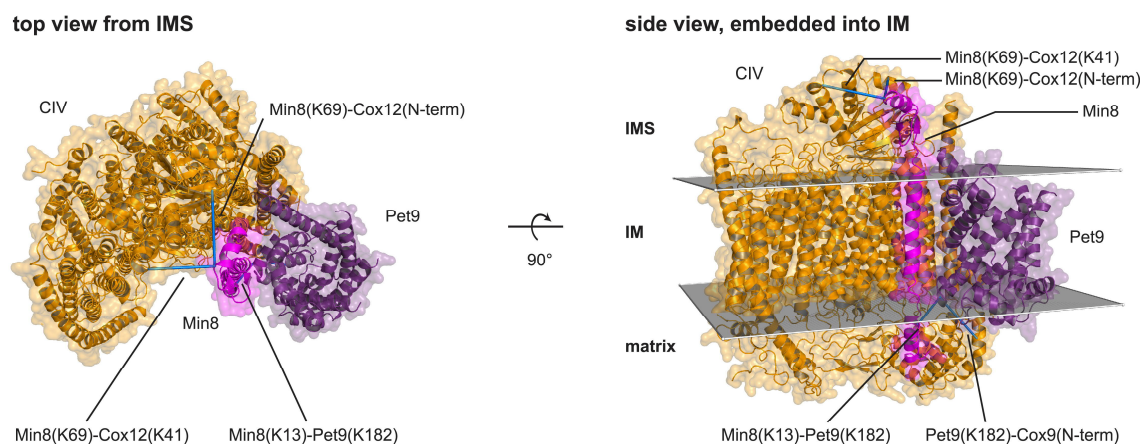 top view from IMS
CIV
Min8(K69)-Cox12(N-term)
Pet9
Min8
Min8(K69)-Cox12(K41)
Min8(K13)-Pet9(K182)
90°
side view, embedded into IM
Min8(K69)-Cox12(K41)
CIV
Min8(K69)-Cox12(N-term)
Min8
IMS
IM
Pet9
matrix
Min8(K13)-Pet9(K182)
Pet9(K182)-Cox9(N-term)